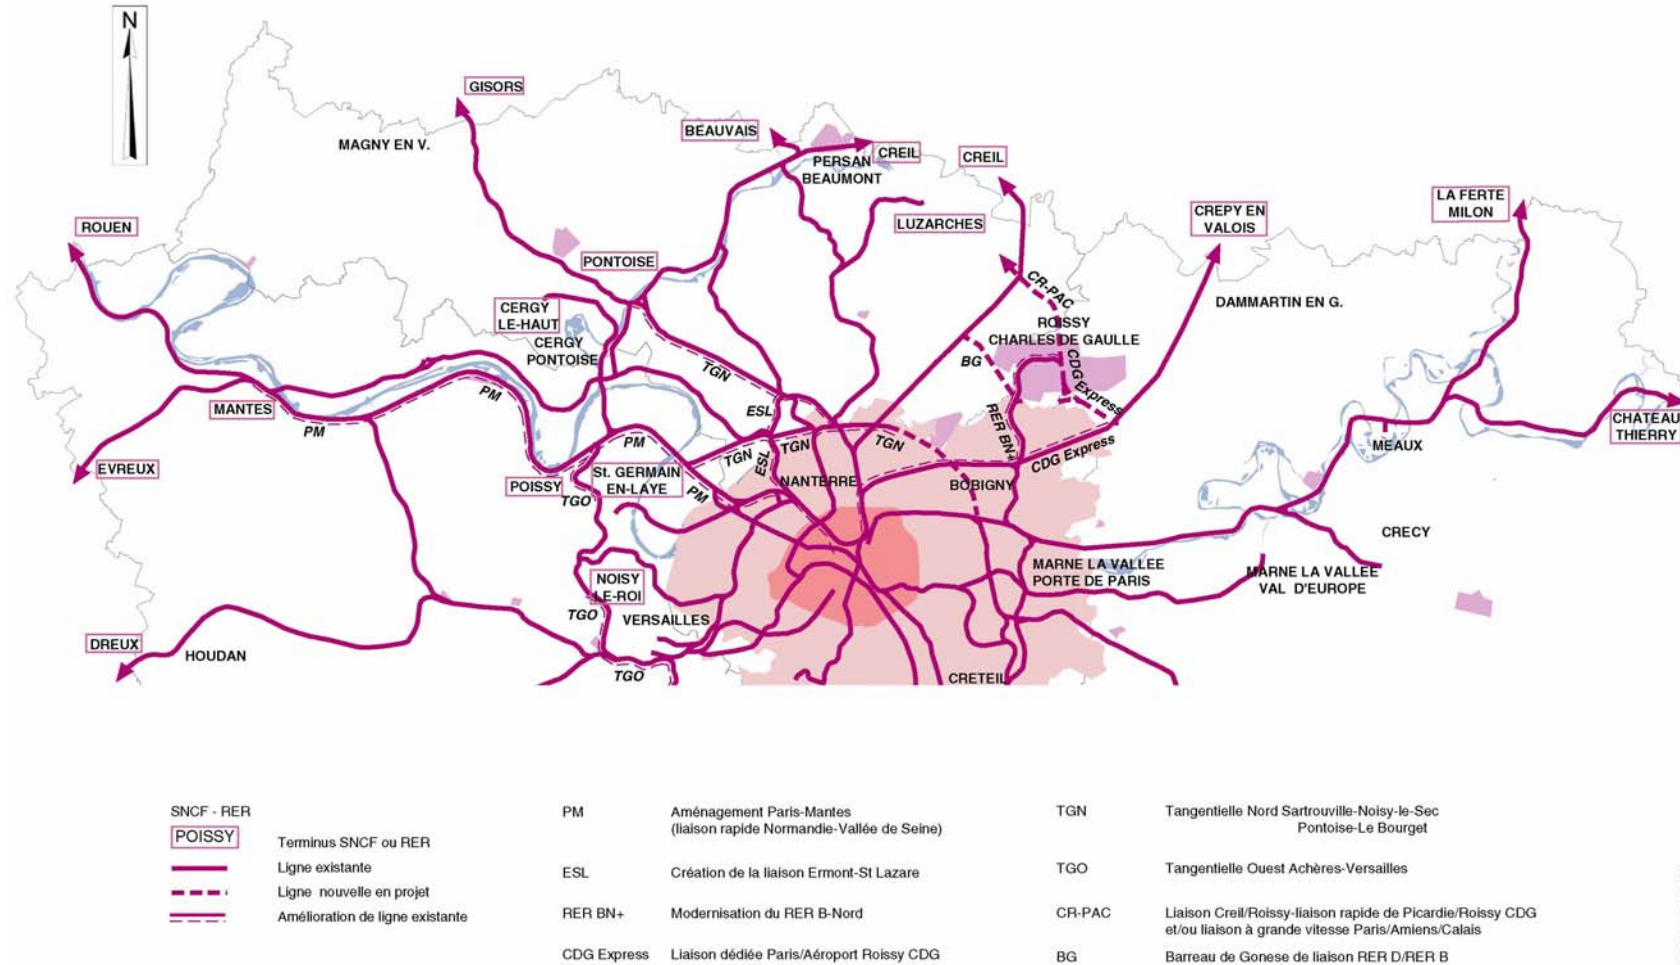 N
GISORS
MAGNY EN V.
BEAUVAIS
CREIL
PERSAN
BEAUMONT
CREIL
LA FERTE
MILON
CREPY EN
VALOIS
ROUEN
LUZARCHES
PONTOISE
CR-PAC
DAMMARTIN EN G.
CERGY
LE-HAUT
CERGY
PONTOISE
ROISSY
CHARLES DE GAULLE
BG
TGN
CDG Express
PM
MANTES
ESL
RER BN+
CHATEAU
THIERRY
PM
PM
TGN
TGN
TGN
CDG Express
MEAUX
EVREUX
ESL
St. GERMAIN
EN-LAYE
POISSY
TGO
PM
NANTERRE
BOBIGNY
CRECY
MARNE LA VALLEE
PORTE DE PARIS
MARNE LA VALLEE
VAL D'EUROPE
NOISY
LE-ROI
TGO
VERSAILLES
DREUX
HOUDAN
TGO
CRETEIL
SNCF - RER
POISSY
Terminus SNCF ou RER
Ligne existante
Ligne nouvelle en projet
Amélioration de ligne existante
PM
Aménagement Paris-Mantes
(liaison rapide Normandie-Vallée de Seine)
ESL
Création de la liaison Ermont-St Lazare
RER BN+
Modernisation du RER B-Nord
CDG Express
Liaison dédiée Paris/Aéroport Roissy CDG
TGN
Tangentielle Nord Sartrouville-Noisy-le-Sec
Pontoise-Le Bourget
TGO
Tangentielle Ouest Achères-Versailles
CR-PAC
Liaison Creil/Roissy-liaison rapide de Picardie/Roissy CDG
et/ou liaison à grande vitesse Paris/Amiens/Calais
BG
Barreau de Gonese de liaison RER D/RER B